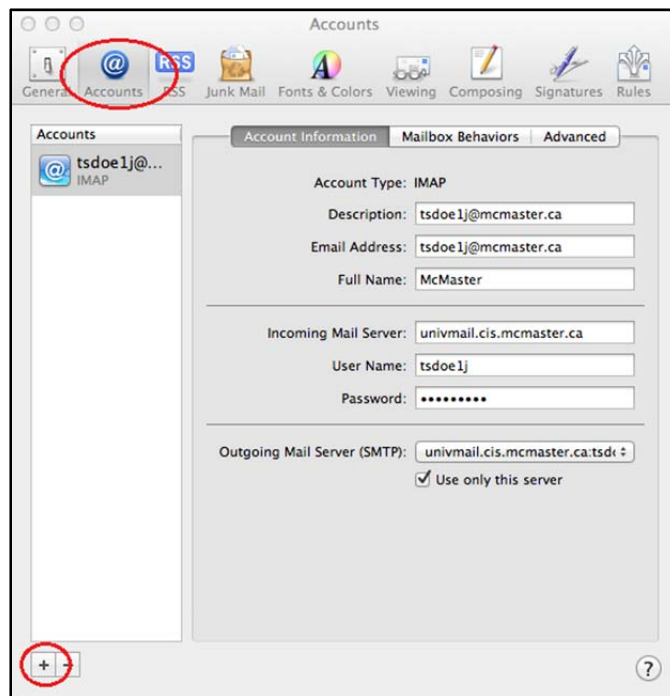 Accounts
RSS
General Accounts RSS Junk Mail Fonts & Colors Viewing Composing Signatures Rules
Accounts
tsdoe1j@...
IMAP
Account Information Mailbox Behaviors Advanced
Account Type: IMAP
Description: tsdoe1j@mcmaster.ca
Email Address: tsdoe1j@mcmaster.ca
Full Name: McMaster
Incoming Mail Server: univmail.cis.mcmaster.ca
User Name: tsdoe1j
Password: •••••••••
Outgoing Mail Server (SMTP): univmail.cis.mcmaster.ca:tsdo
Use only this server
+ −
?